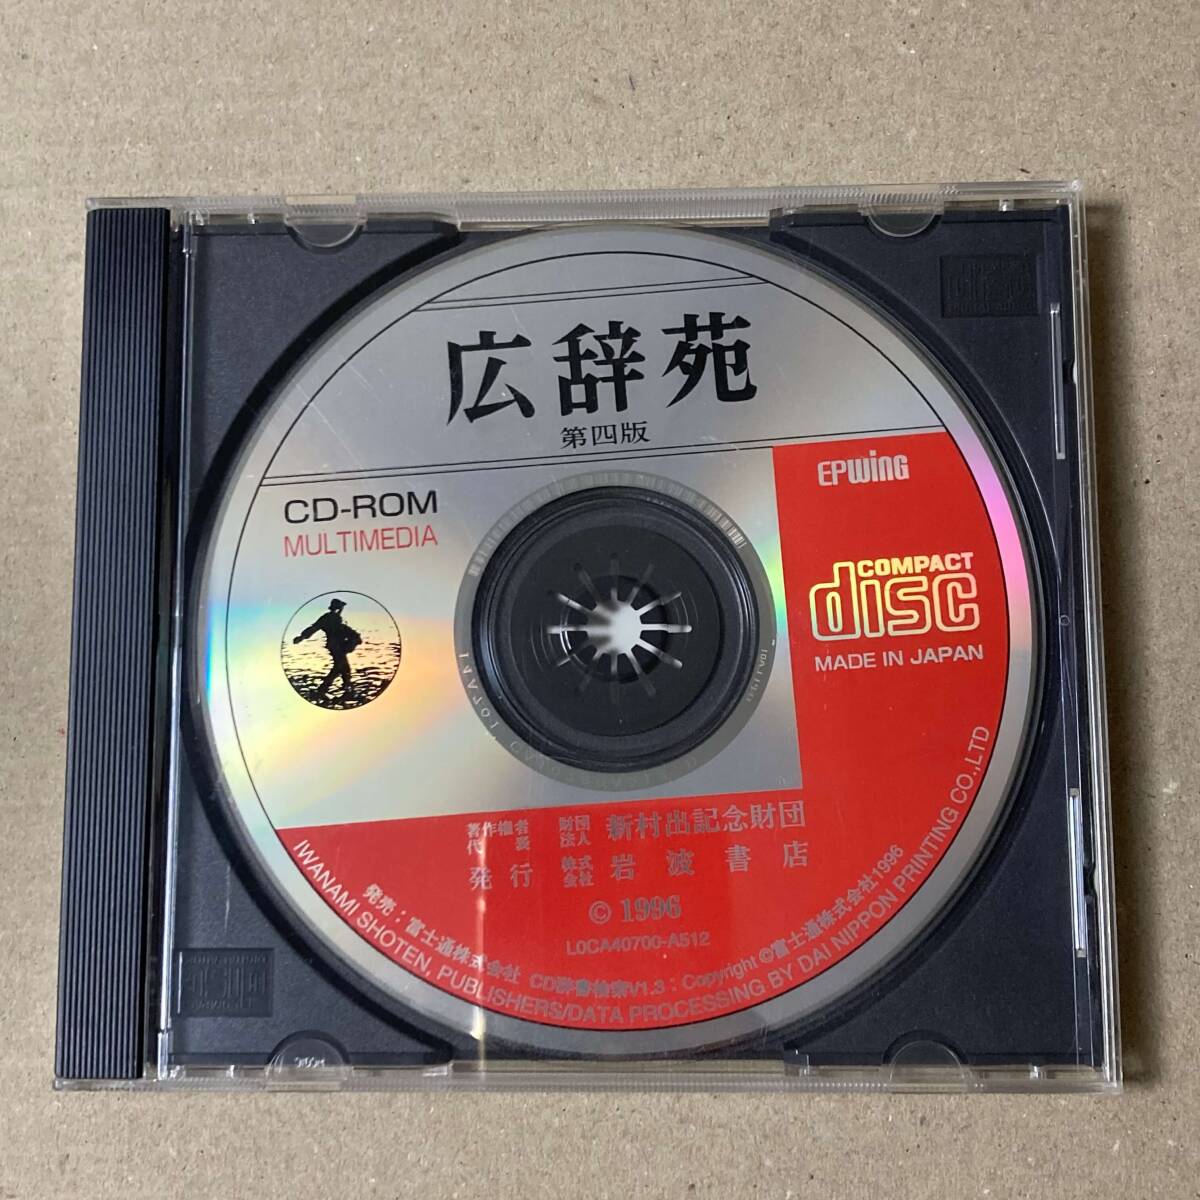 広辞苑
第四版
EPWING
CD-ROM
MULTIMEDIA
COMPACT
disc
MADE IN JAPAN
著作権者 財団 新村出記念財団
代表 法人
発行 株式 岩波書店
会社
© 1996
L0CA40700-A512
発売：富士通株式会社 CD辞書検索V1.3：Copyright ©富士通株式会社1996
IWANAMI SHOTEN, PUBLISHERS/DATA PROCESSING BY DAI NIPPON PRINTING CO.,LTD